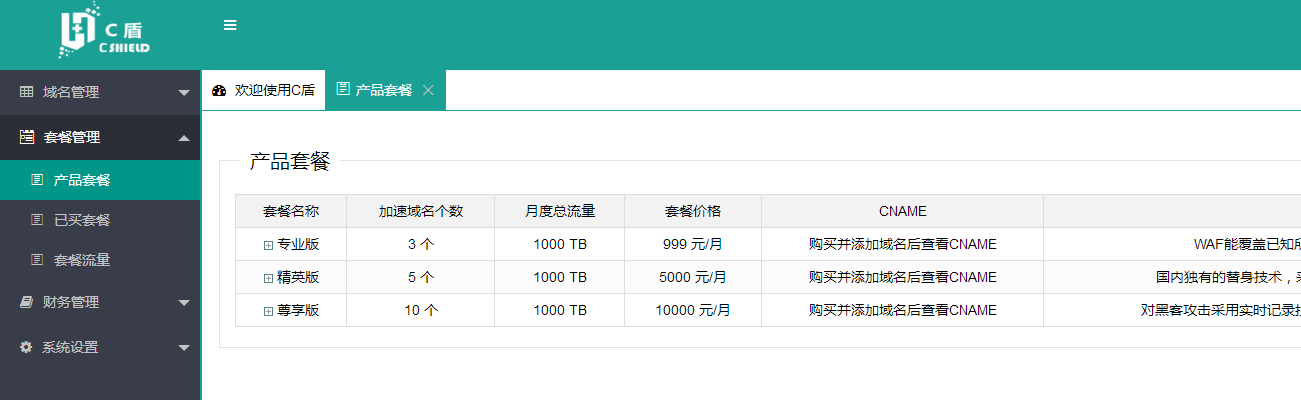 C 盾
C SHIELD
域名管理
套餐管理
产品套餐
已买套餐
套餐流量
财务管理
系统设置
欢迎使用C盾 产品套餐
产品套餐
套餐名称 加速域名个数 月度总流量 套餐价格 CNAME
专业版 3 个 1000 TB 999 元/月 购买并添加域名后查看CNAME WAF能覆盖已知所
精英版 5 个 1000 TB 5000 元/月 购买并添加域名后查看CNAME 国内独有的替身技术，采
尊享版 10 个 1000 TB 10000 元/月 购买并添加域名后查看CNAME 对黑客攻击采用实时记录